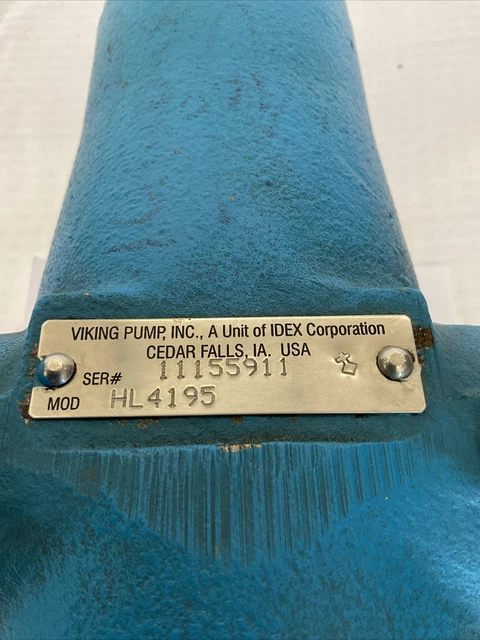 VIKING PUMP, INC., A Unit of IDEX Corporation
CEDAR FALLS, IA. USA
SER# 11155911
MOD HL4195